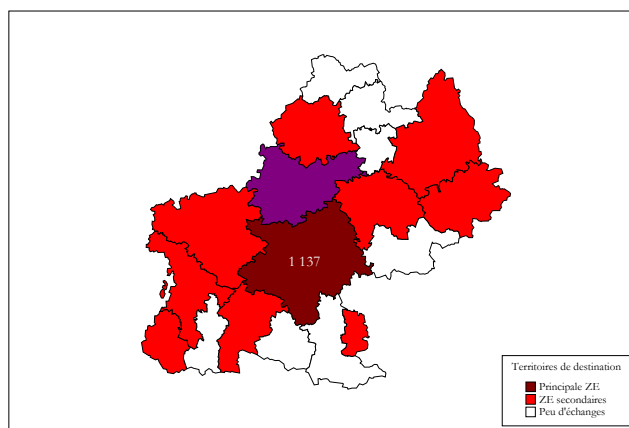 1 137
Territoires de destination
Principale ZE
ZE secondaires
Peu d'échanges